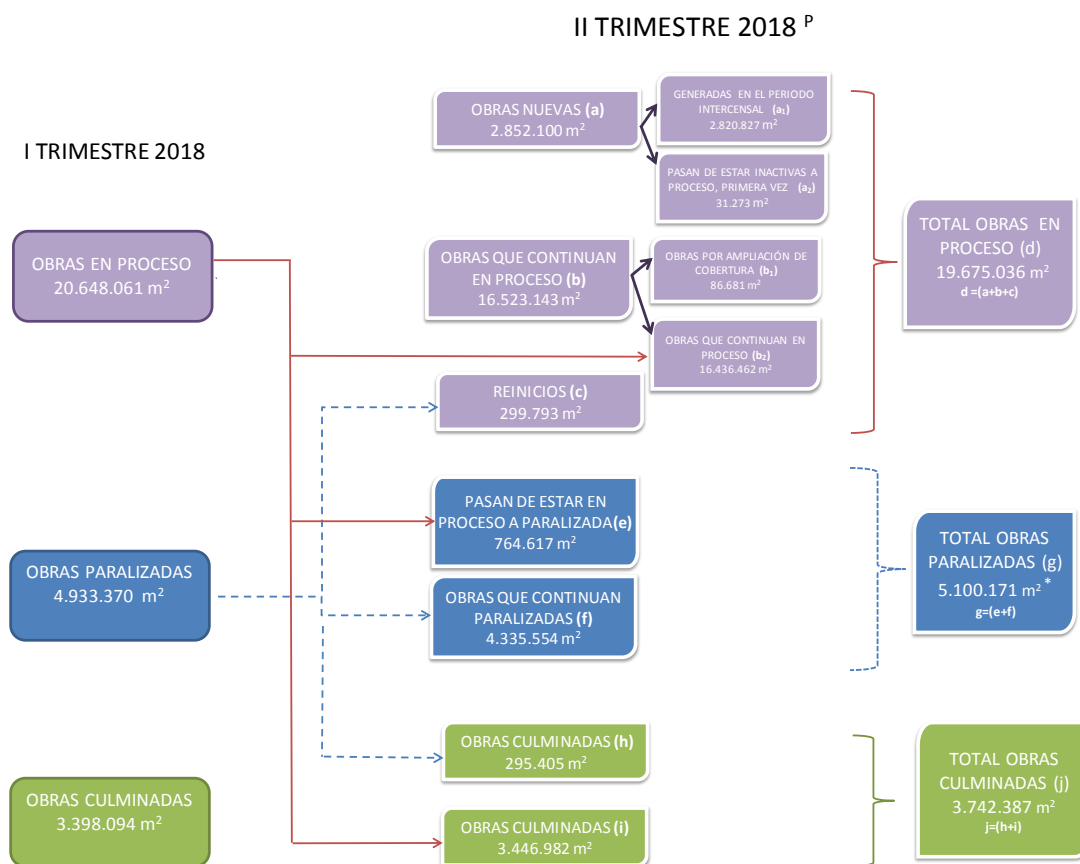 II TRIMESTRE 2018 P
I TRIMESTRE 2018
OBRAS EN PROCESO
20.648.061 m²
OBRAS PARALIZADAS
4.933.370 m²
OBRAS CULMINADAS
3.398.094 m²
OBRAS NUEVAS (a)
2.852.100 m²
GENERADAS EN EL PERIODO
INTERCENSAL (a₁)
2.820.827 m²
PASAN DE ESTAR INACTIVAS A
PROCESO, PRIMERA VEZ (a₂)
31.273 m²
OBRAS QUE CONTINUAN
EN PROCESO (b)
16.523.143 m²
OBRAS POR AMPLIACIÓN DE
COBERTURA (b₁)
86.681 m²
OBRAS QUE CONTINUAN EN
PROCESO (b₂)
16.436.462 m²
REINICIOS (c)
299.793 m²
TOTAL OBRAS EN
PROCESO (d)
19.675.036 m²
d =(a+b+c)
PASAN DE ESTAR EN
PROCESO A PARALIZADA(e)
764.617 m²
OBRAS QUE CONTINUAN
PARALIZADAS (f)
4.335.554 m²
TOTAL OBRAS
PARALIZADAS (g)
5.100.171 m² *
g=(e+f)
OBRAS CULMINADAS (h)
295.405 m²
OBRAS CULMINADAS (i)
3.446.982 m²
TOTAL OBRAS
CULMINADAS (j)
3.742.387 m²
j=(h+i)